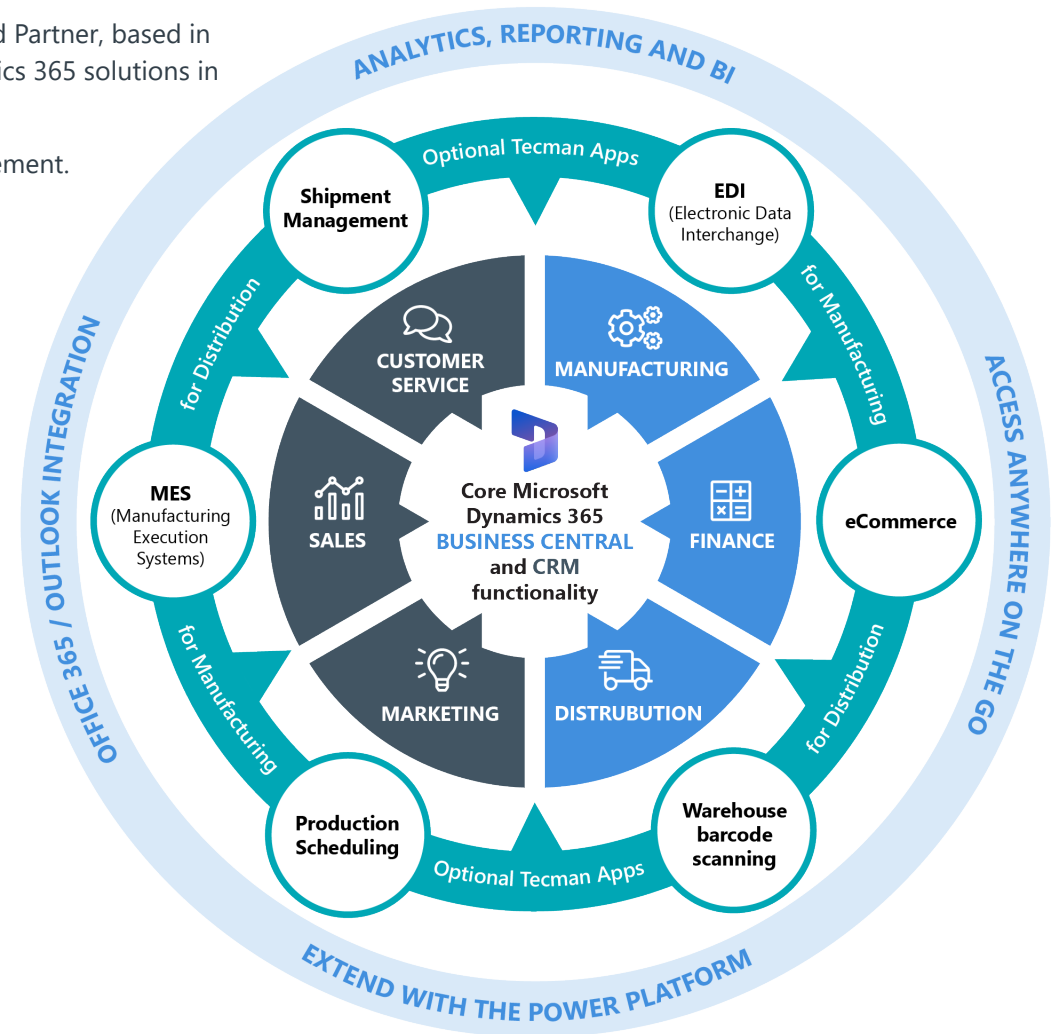 d Partner, based in
ics 365 solutions in
ement.
ANALYTICS, REPORTING AND BI
Optional Tecman Apps
Shipment
Management
EDI
(Electronic Data
Interchange)
for Distribution
for Manufacturing
CUSTOMER
SERVICE
MANUFACTURING
OFFICE 365 / OUTLOOK INTEGRATION
ACCESS ANYWHERE ON THE GO
MES
(Manufacturing
Execution
Systems)
SALES
Core Microsoft
Dynamics 365
BUSINESS CENTRAL
and CRM
functionality
FINANCE
eCommerce
MARKETING
DISTRUBUTION
for Manufacturing
for Distribution
Production
Scheduling
Warehouse
barcode
scanning
Optional Tecman Apps
EXTEND WITH THE POWER PLATFORM